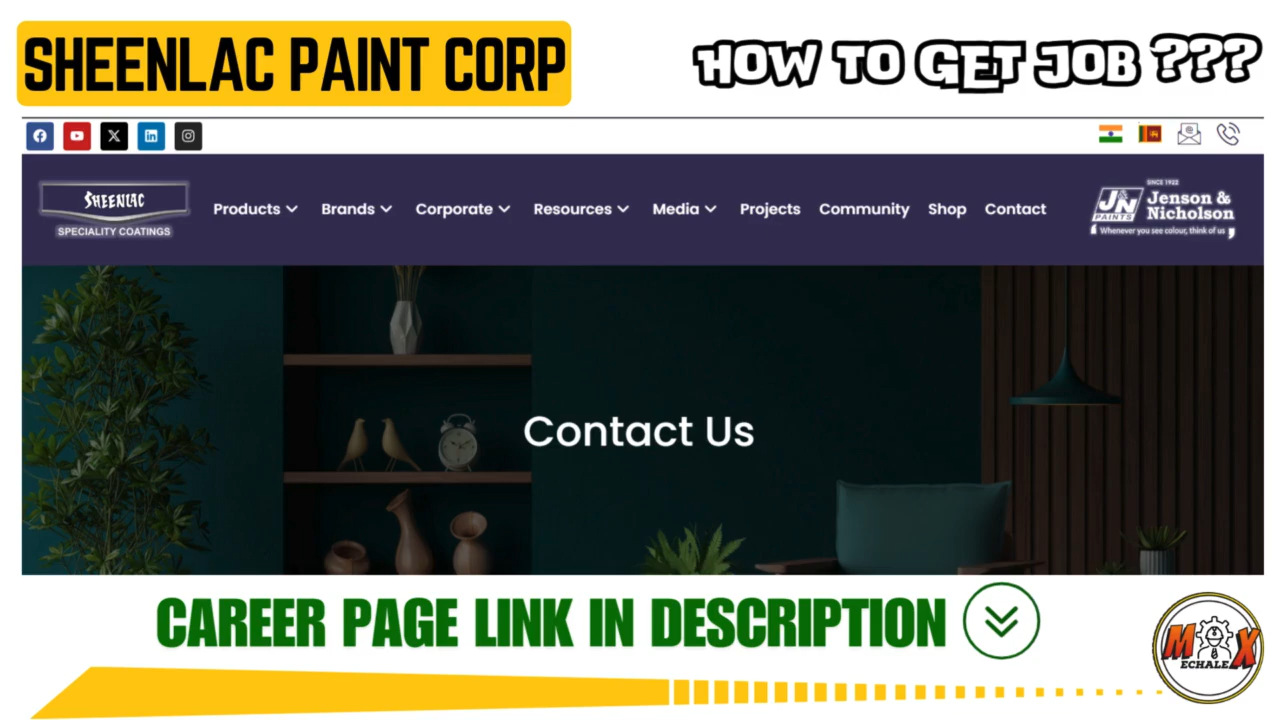 SHEENLAC PAINT CORP
HOW TO GET JOB ???
SHEENLAC
SPECIALITY COATINGS
Products
Brands
Corporate
Resources
Media
Projects
Community
Shop
Contact
SINCE 1922
J&N
PAINTS
Jenson &
Nicholson
Whenever you see colour, think of us
Contact Us
CAREER PAGE LINK IN DESCRIPTION
M X
ECHALE